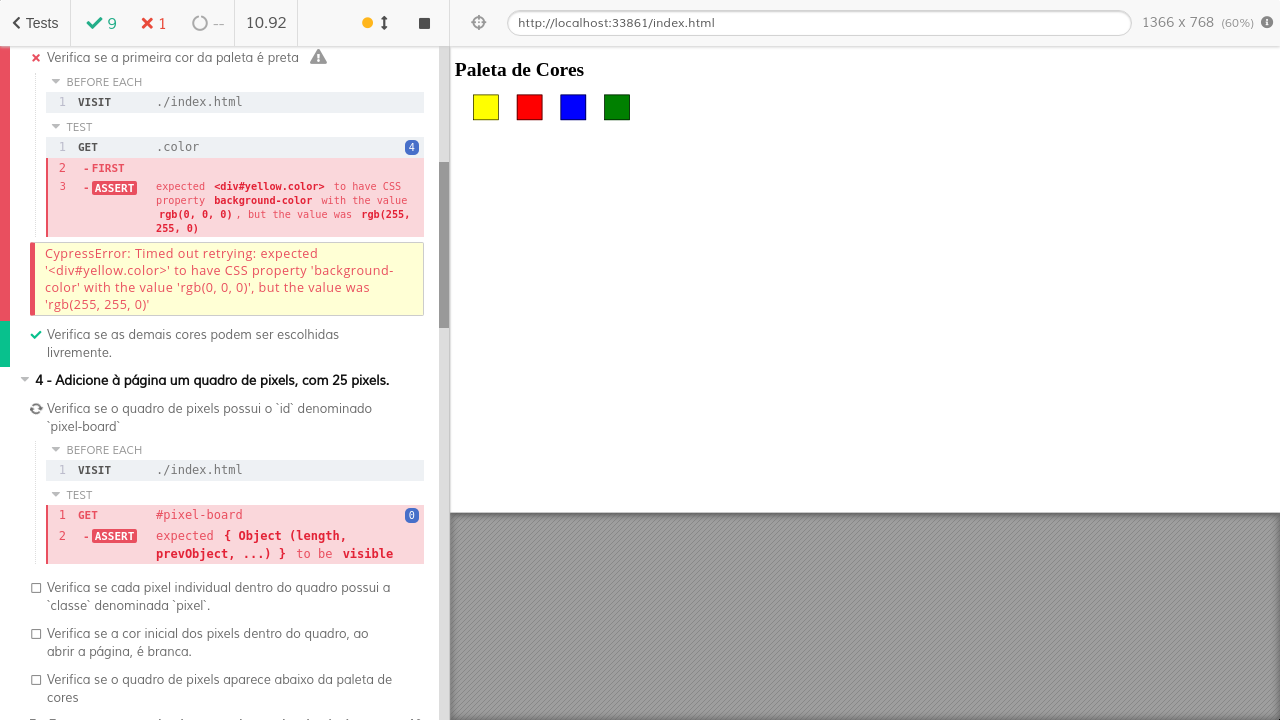 Tests 9 1 -- 10.92 http://localhost:33861/index.html 1366 x 768 (60%)
Verifica se a primeira cor da paleta é preta
BEFORE EACH
1 VISIT ./index.html
TEST
1 GET .color 4
2 - FIRST
3 - ASSERT expected <div#yellow.color> to have CSS
property background-color with the value
rgb(0, 0, 0) , but the value was rgb(255,
255, 0)
CypressError: Timed out retrying: expected
'<div#yellow.color>' to have CSS property 'background-
color' with the value 'rgb(0, 0, 0)', but the value was
'rgb(255, 255, 0)'
Verifica se as demais cores podem ser escolhidas
livremente.
4 - Adicione à página um quadro de pixels, com 25 pixels.
Verifica se o quadro de pixels possui o `id` denominado
`pixel-board`
BEFORE EACH
1 VISIT ./index.html
TEST
1 GET #pixel-board 0
2 - ASSERT expected { Object (length,
prevObject, ...) } to be visible
Verifica se cada pixel individual dentro do quadro possui a
`classe` denominada `pixel`.
Verifica se a cor inicial dos pixels dentro do quadro, ao
abrir a página, é branca.
Verifica se o quadro de pixels aparece abaixo da paleta de
cores
Paleta de Cores